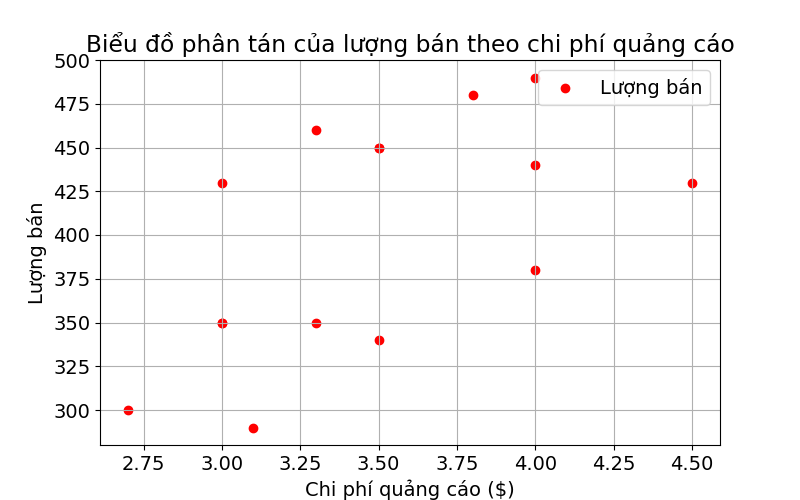 Biểu đồ phân tán của lượng bán theo chi phí quảng cáo
500
475
450
425
400
375
350
325
300
Lượng bán
Lượng bán
2.75 3.00 3.25 3.50 3.75 4.00 4.25 4.50
Chi phí quảng cáo ($)